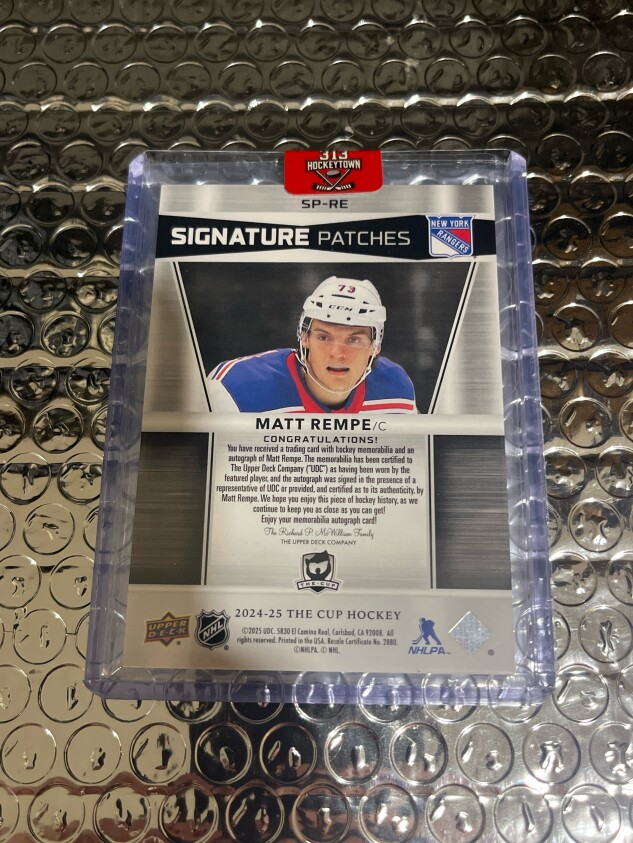 313
HOCKEYTOWN
SP-RE
SIGNATURE PATCHES
NEW YORK
RANGERS
73
CCM
MATT REMPE/C
CONGRATULATIONS!
You have received a trading card with hockey memorabilia and an
autograph of Matt Rempe. The memorabilia has been certified to
The Upper Deck Company ("UDC") as having been worn by the
featured player, and the autograph was signed in the presence of a
representative of UDC or provided, and certified as to its authenticity, by
Matt Rempe. We hope you enjoy this piece of hockey history, as we
continue to keep you as close as you can get!
Enjoy your memorabilia autograph card!
The Richard P. McWilliam Family
THE UPPER DECK COMPANY
THE CUP
2024-25 THE CUP HOCKEY
UPPER
DECK
NHL
©2025 UDC. 5830 El Camino Real, Carlsbad, CA 92008. All
rights reserved. Printed in the USA. Resale Certificate No. 2880.
©NHLPA. © NHL.
NHLPA